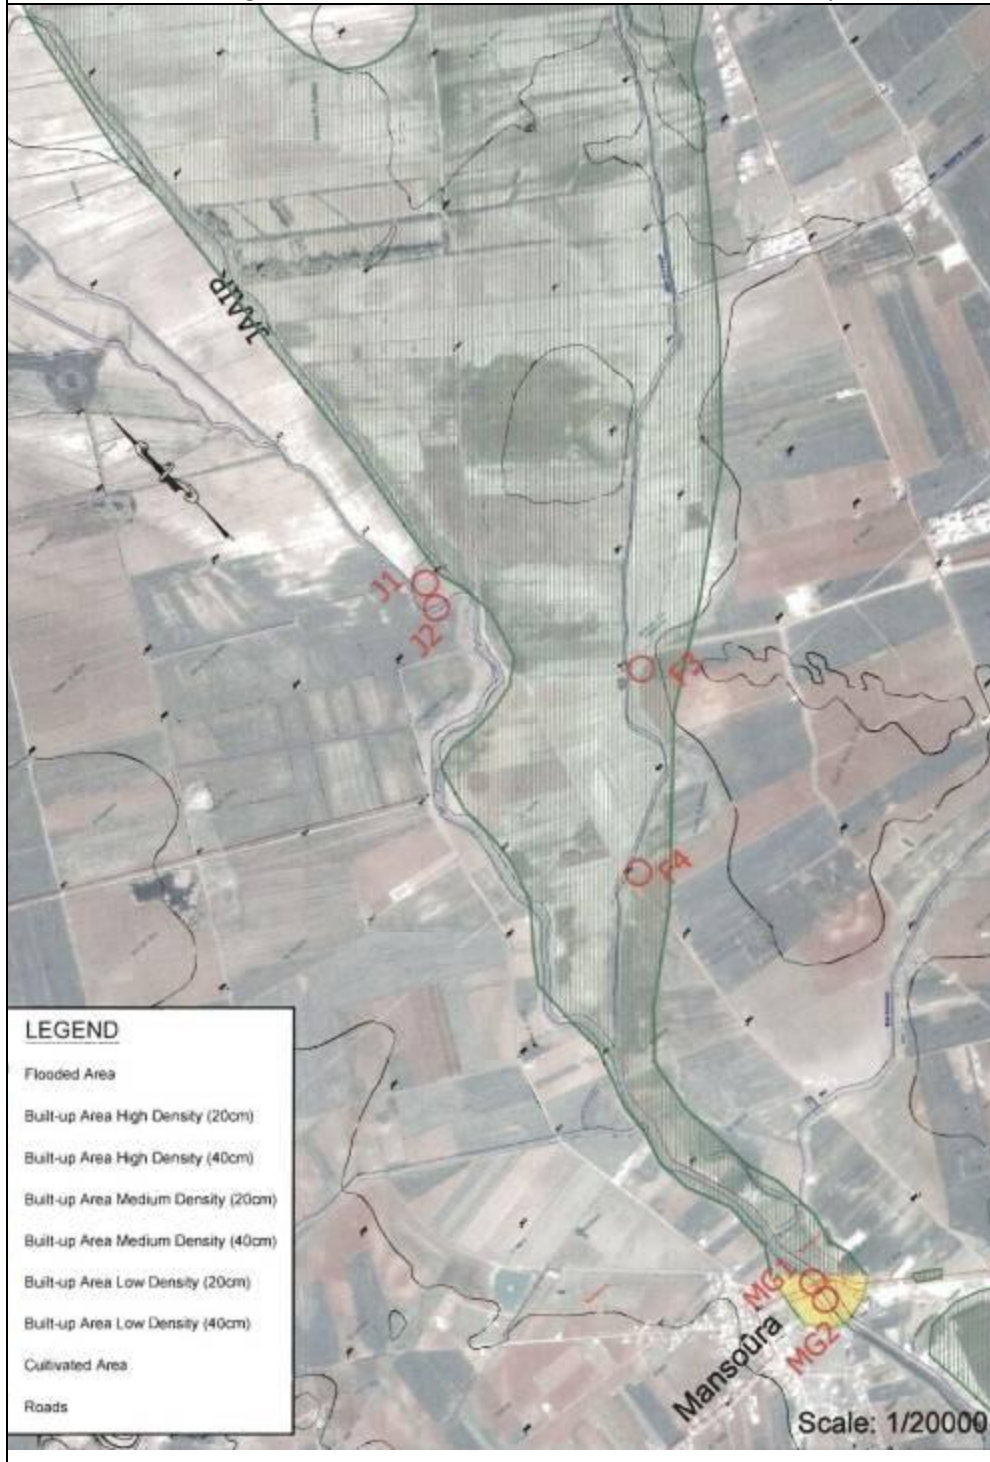 JAAIR
J1
J2
F3
F4
LEGEND
Flooded Area
Built-up Area High Density (20cm)
Built-up Area High Density (40cm)
Built-up Area Medium Density (20cm)
Built-up Area Medium Density (40cm)
Built-up Area Low Density (20cm)
Built-up Area Low Density (40cm)
Cultivated Area
Roads
MG1
MG2
Mansoûra
Scale: 1/20000